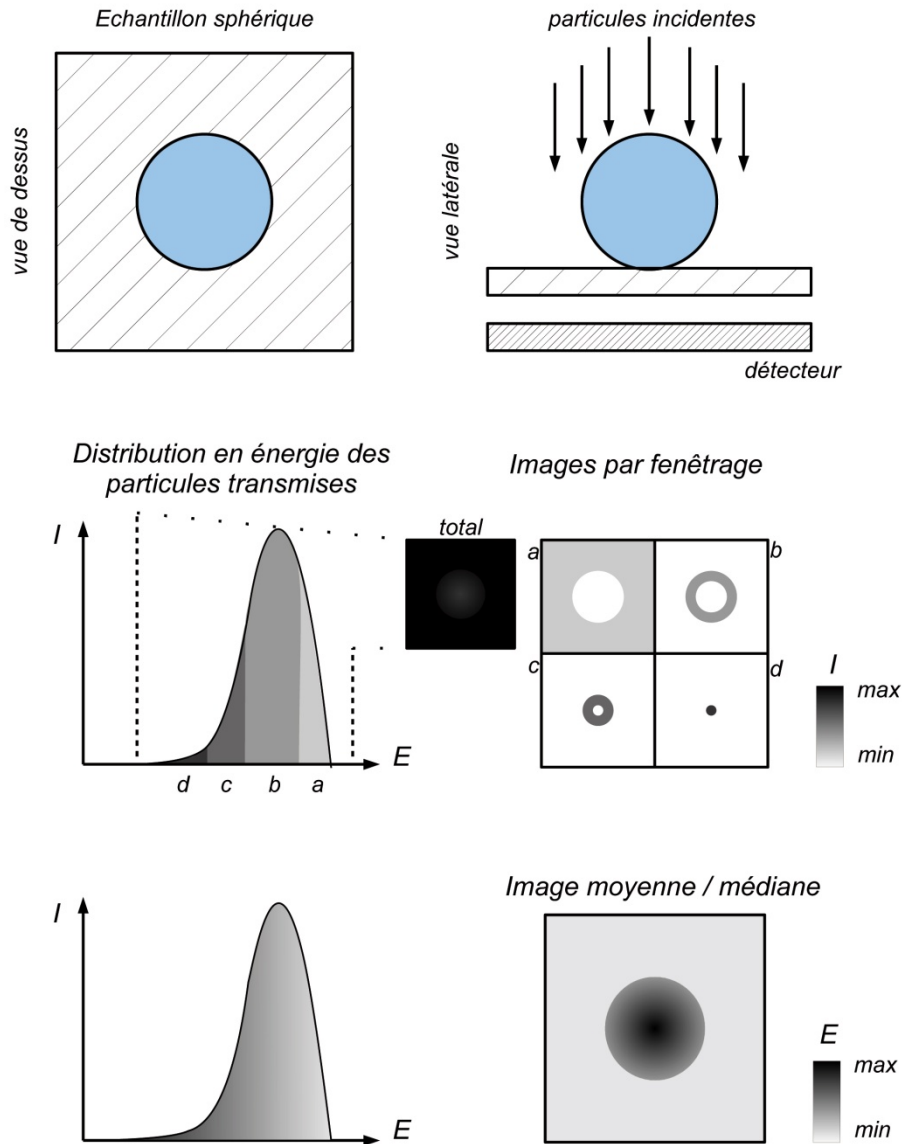 Echantillon sphérique
particules incidentes
vue de dessus
vue latérale
détecteur
Distribution en énergie des
particules transmises
Images par fenêtrage
I
total
a
b
c
d
E
d
c
b
a
I
max
min
I
E
Image moyenne / médiane
E
max
min